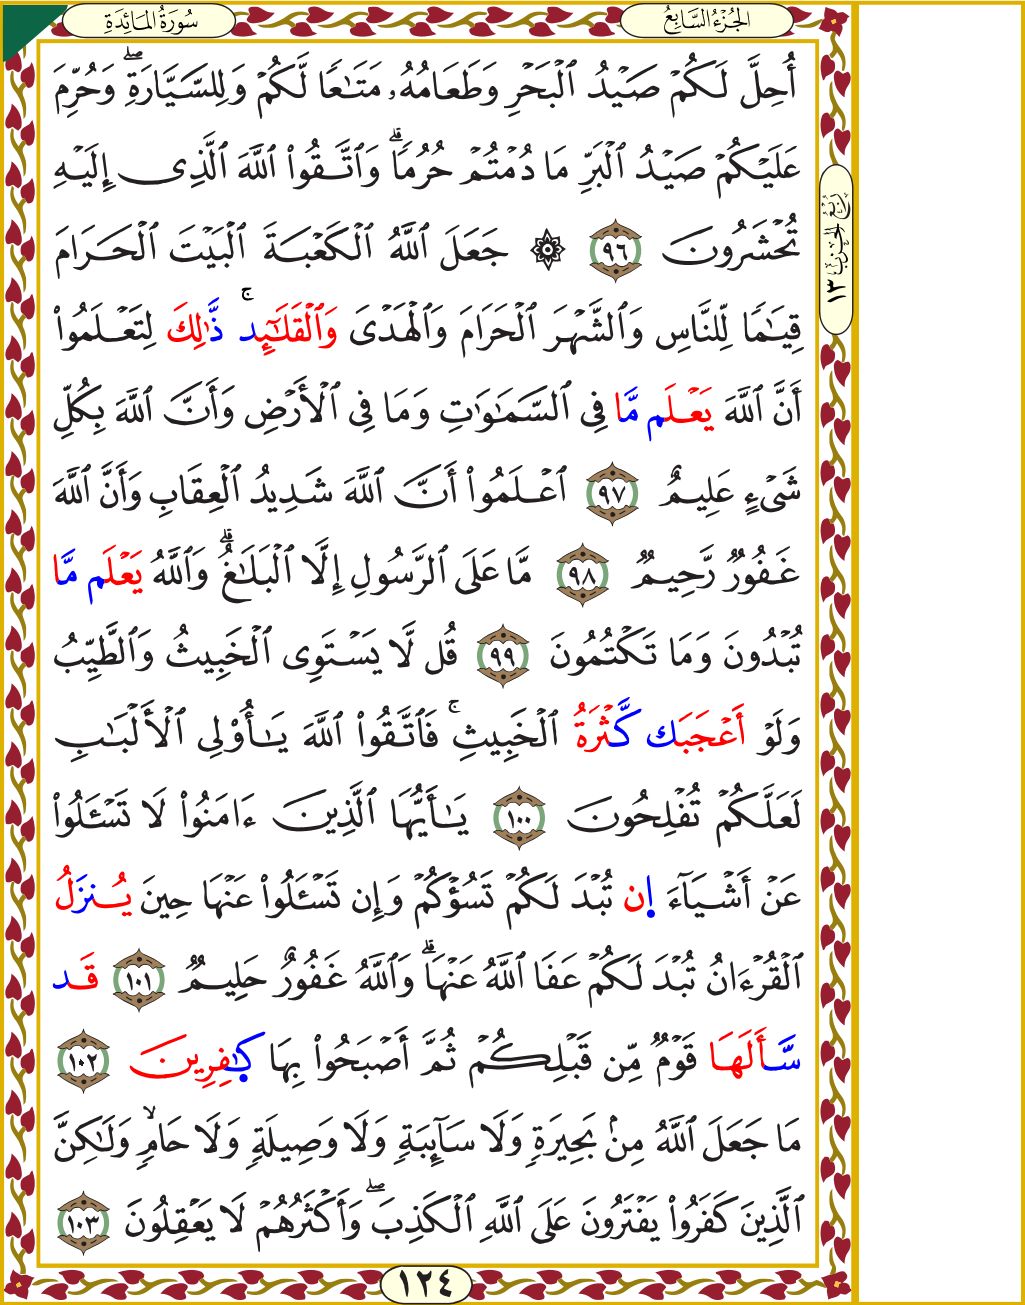 سُورَةُ المَائِدَةِ
الجُزْءُ السَّابِعُ
أُحِلَّ لَكُمۡ صَيۡدُ ٱلۡبَحۡرِ وَطَعَامُهُۥ مَتَٰعٗا لَّكُمۡ وَلِلسَّيَّارَةِۖ وَحُرِّمَ
عَلَيۡكُمۡ صَيۡدُ ٱلۡبَرِّ مَا دُمۡتُمۡ حُرُمٗاۗ وَٱتَّقُواْ ٱللَّهَ ٱلَّذِيٓ إِلَيۡهِ
تُحۡشَرُونَ ٩٦ ۞ جَعَلَ ٱللَّهُ ٱلۡكَعۡبَةَ ٱلۡبَيۡتَ ٱلۡحَرَامَ
قِيَٰمٗا لِّلنَّاسِ وَٱلشَّهۡرَ ٱلۡحَرَامَ وَٱلۡهَدۡيَ وَٱلۡقَلَٰٓئِد ۚ ذَّٰلِكَ لِتَعۡلَمُوٓاْ
أَنَّ ٱللَّهَ يَعۡلَم مَّا فِي ٱلسَّمَٰوَٰتِ وَمَا فِي ٱلۡأَرۡضِ وَأَنَّ ٱللَّهَ بِكُلِّ
شَيۡءٍ عَلِيمٌ ٩٧ ٱعۡلَمُوٓاْ أَنَّ ٱللَّهَ شَدِيدُ ٱلۡعِقَابِ وَأَنَّ ٱللَّهَ
غَفُورٞ رَّحِيمٞ ٩٨ مَّا عَلَى ٱلرَّسُولِ إِلَّا ٱلۡبَلَٰغُۗ وَٱللَّهُ يَعۡلَم مَّا
تُبۡدُونَ وَمَا تَكۡتُمُونَ ٩٩ قُل لَّا يَسۡتَوِي ٱلۡخَبِيثُ وَٱلطَّيِّبُ
وَلَوۡ أَعۡجَبَك كَّثۡرَةُ ٱلۡخَبِيثِۚ فَٱتَّقُواْ ٱللَّهَ يَٰٓأُوْلِي ٱلۡأَلۡبَٰبِ
لَعَلَّكُمۡ تُفۡلِحُونَ ١٠٠ يَٰٓأَيُّهَا ٱلَّذِينَ ءَامَنُواْ لَا تَسۡـَٔلُواْ
عَنۡ أَشۡيَآءَ ان تُبۡدَ لَكُمۡ تَسُؤۡكُمۡ وَإِن تَسۡـَٔلُواْ عَنۡهَا حِينَ يُنزَلُ
ٱلۡقُرۡءَانُ تُبۡدَ لَكُمۡ عَفَا ٱللَّهُ عَنۡهَاۗ وَٱللَّهُ غَفُورٌ حَلِيمٞ ١٠١ قَد
سَّأَلَهَا قَوۡمٞ مِّن قَبۡلِكُمۡ ثُمَّ أَصۡبَحُواْ بِهَا كَٰفِرِينَ ١٠٢
مَا جَعَلَ ٱللَّهُ مِنۢ بَحِيرَةٖ وَلَا سَآئِبَةٖ وَلَا وَصِيلَةٖ وَلَا حَامٖۙ وَلَٰكِنَّ
ٱلَّذِينَ كَفَرُواْ يَفۡتَرُونَ عَلَى ٱللَّهِ ٱلۡكَذِبَۖ وَأَكۡثَرُهُمۡ لَا يَعۡقِلُونَ ١٠٣
رُبْعُ الحِزْبِ ١٣
١٢٤